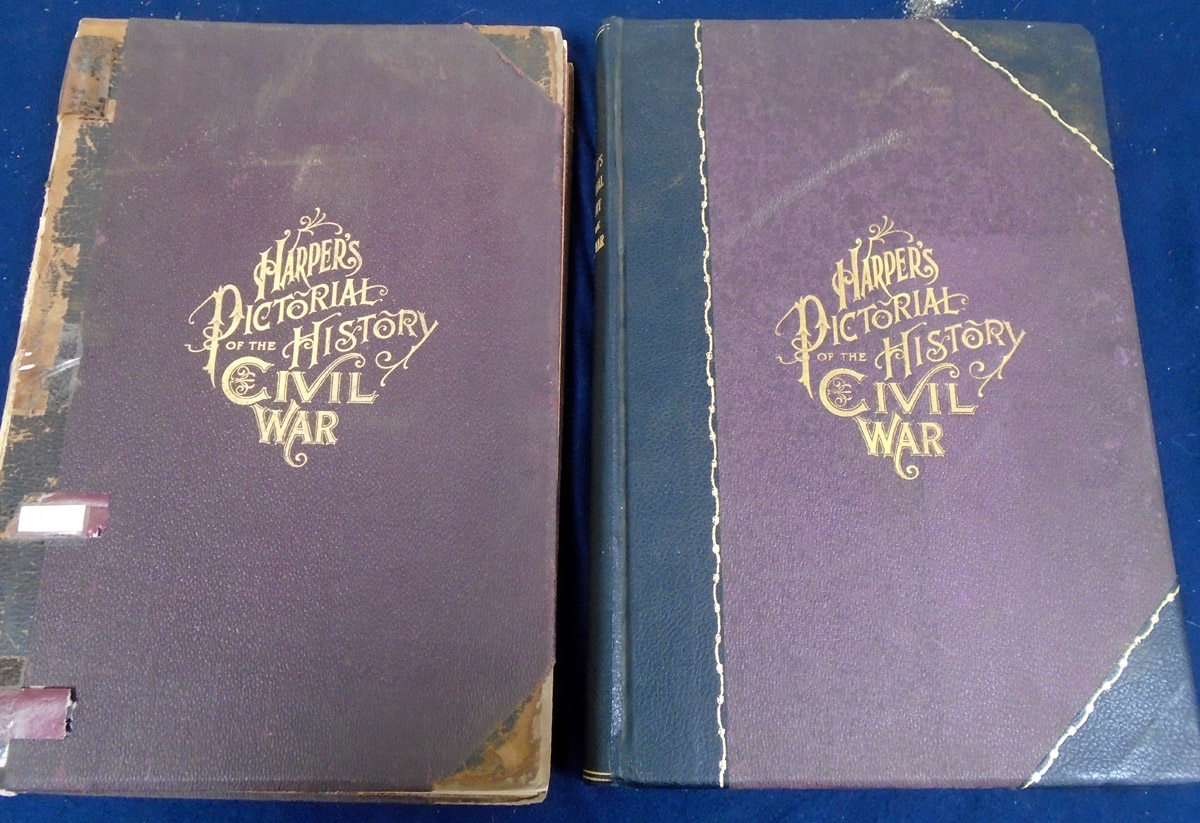 HARPER'S
PICTORIAL
OF THE HISTORY
CIVIL
WAR
HARPER'S
PICTORIAL
OF THE HISTORY
CIVIL
WAR